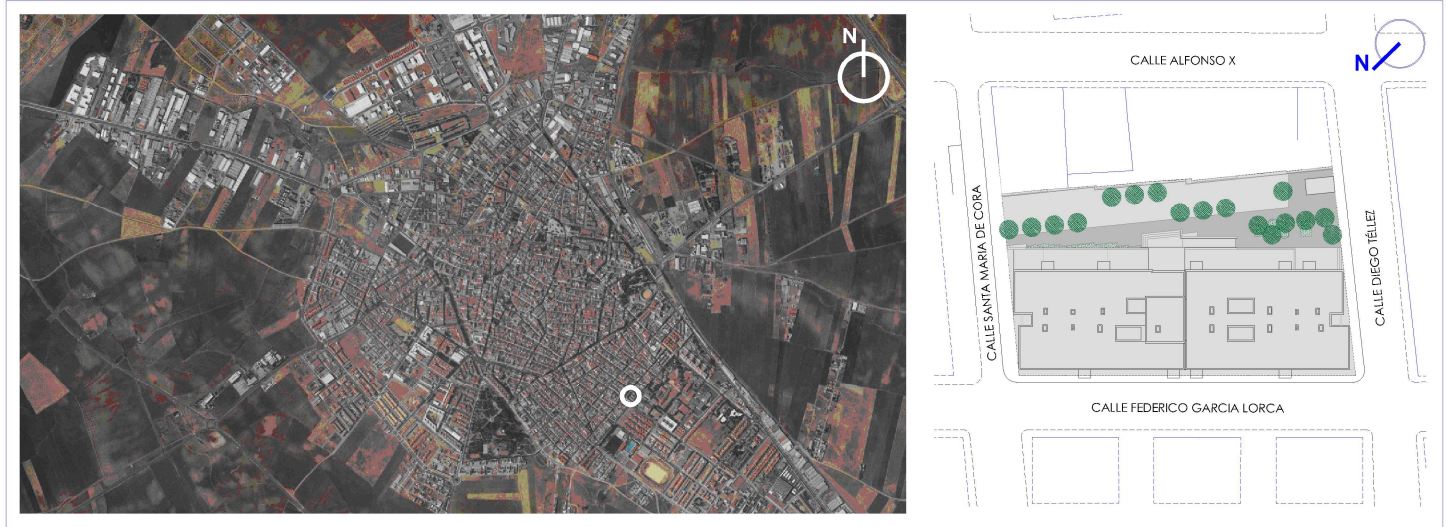 N
N
CALLE ALFONSO X
CALLE SANTA MARIA DE CORA
CALLE DIEGO TÉLLEZ
CALLE FEDERICO GARCIA LORCA